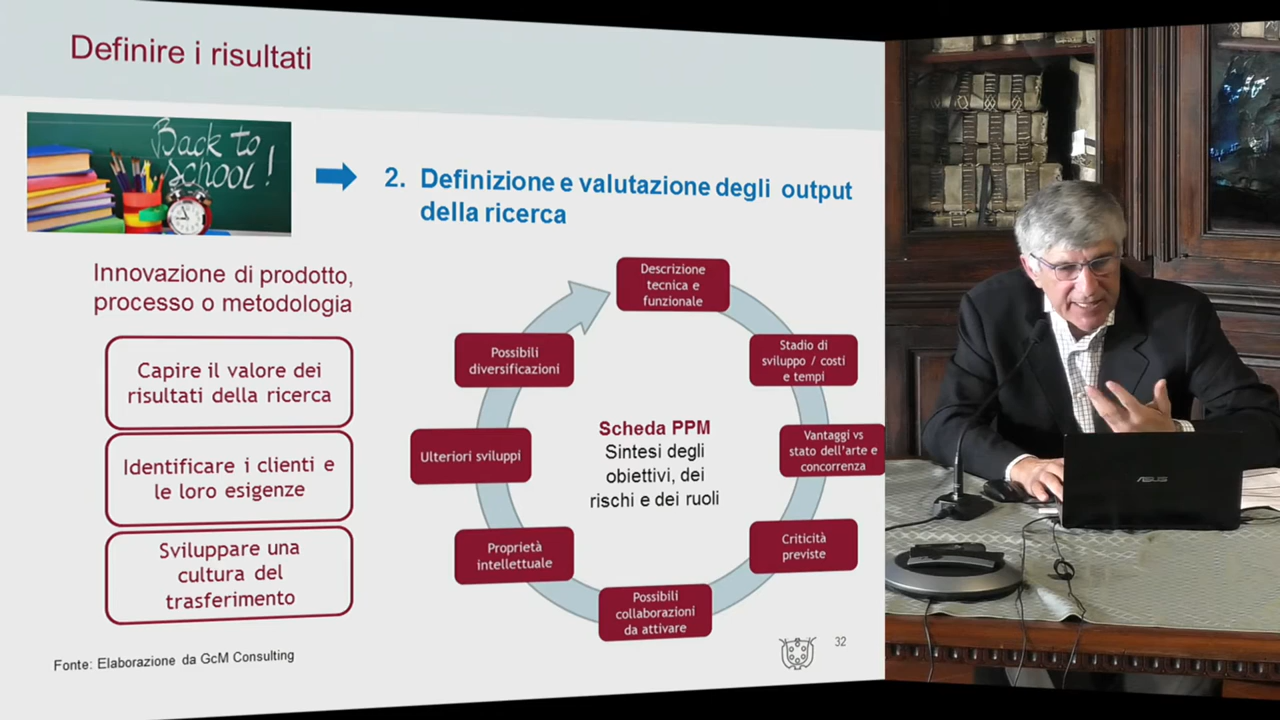 Definire i risultati
Back to
school!
2. Definizione e valutazione degli output
della ricerca
Innovazione di prodotto,
processo o metodologia
Capire il valore dei
risultati della ricerca
Identificare i clienti e
le loro esigenze
Sviluppare una
cultura del
trasferimento
Descrizione
tecnica e
funzionale
Stadio di
sviluppo / costi
e tempi
Vantaggi vs
stato dell'arte e
concorrenza
Criticità
previste
Possibili
collaborazioni
da attivare
Proprietà
intellettuale
Ulteriori sviluppi
Possibili
diversificazioni
Scheda PPM
Sintesi degli
obiettivi, dei
rischi e dei ruoli
Fonte: Elaborazione da GcM Consulting
32
ASUS